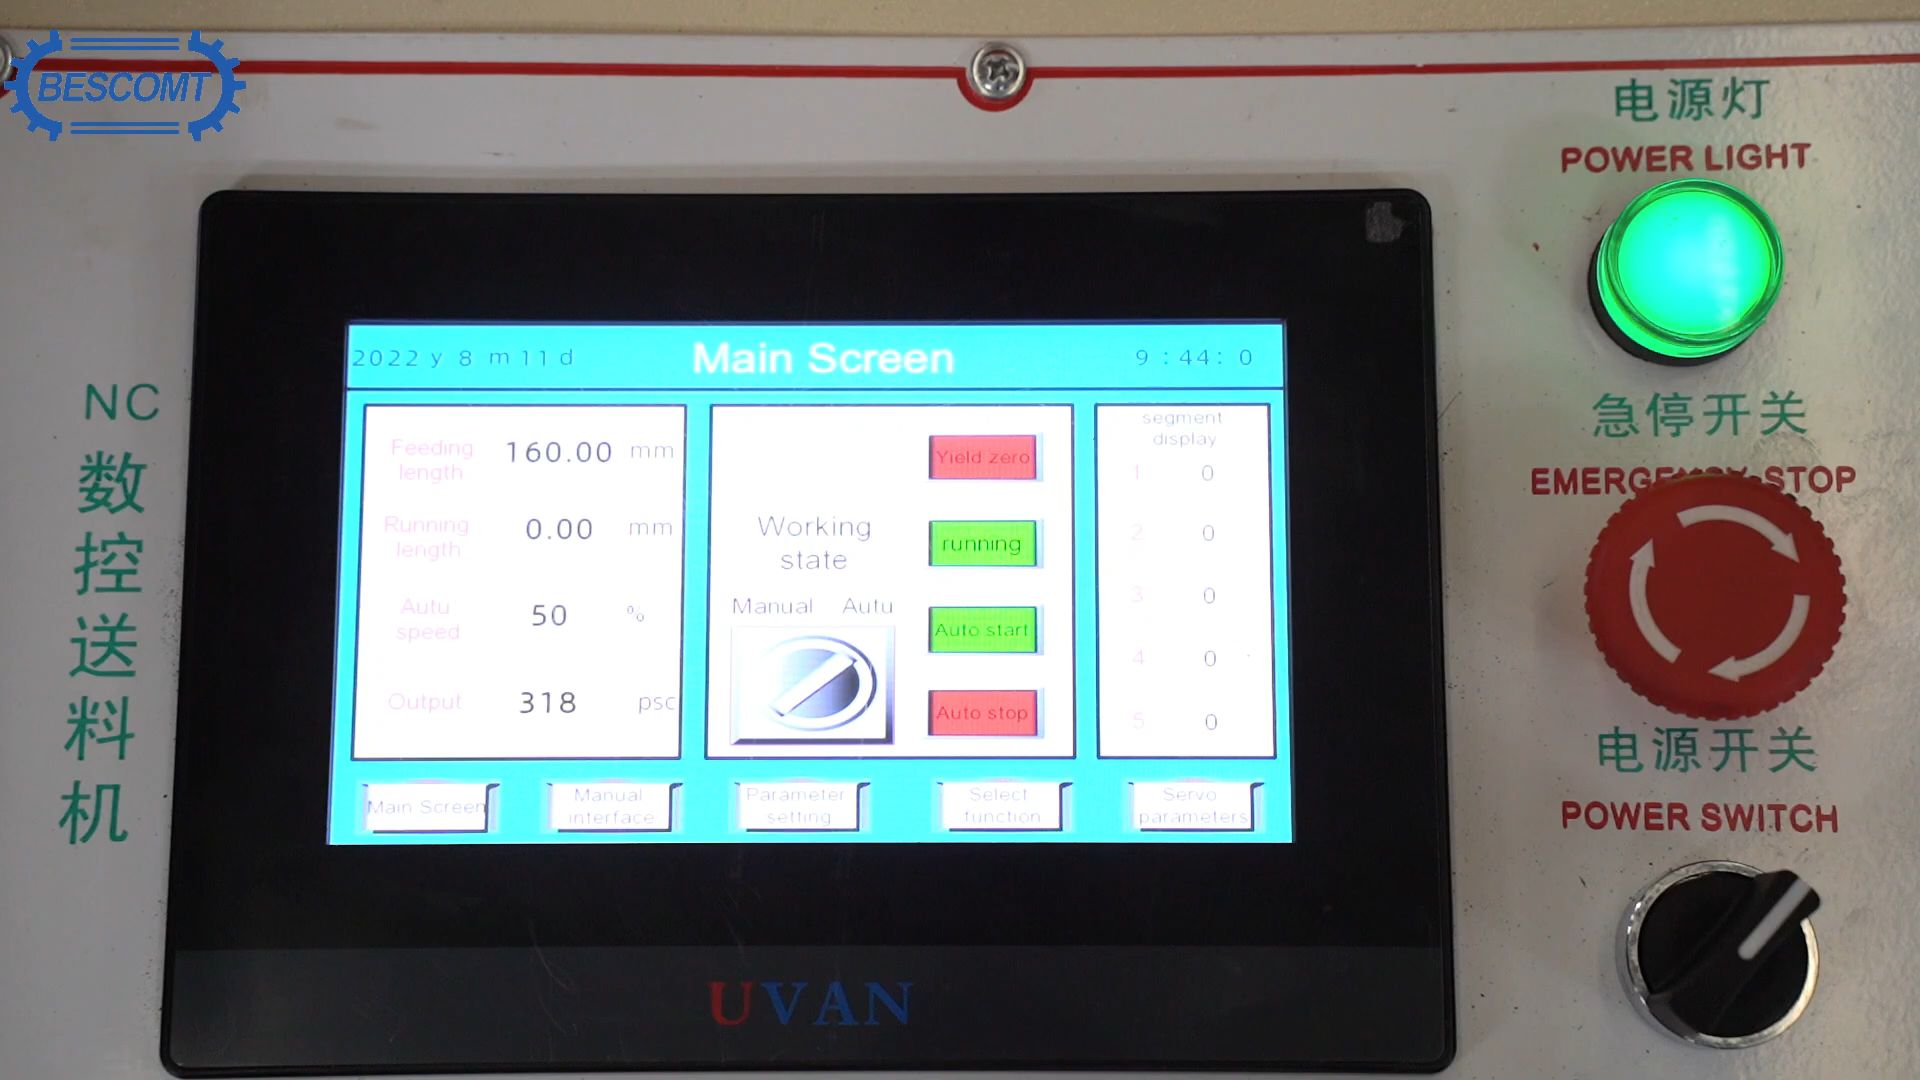 BESCOMT
NC
数
控
送
料
机
2022 y 8 m 11 d
Main Screen
9 : 44 : 0
Feeding
length
160.00 mm
Running
length
0.00 mm
Autu
speed
50 %
Output 318 psc
Working
state
Manual Autu
Yield zero
running
Auto start
Auto stop
segment
display
1 0
2 0
3 0
4 0
5 0
Main Screen
Manual
interface
Parameter
setting
Select
function
Servo
parameters
UVAN
电源灯
POWER LIGHT
急停开关
EMERGENCY STOP
电源开关
POWER SWITCH